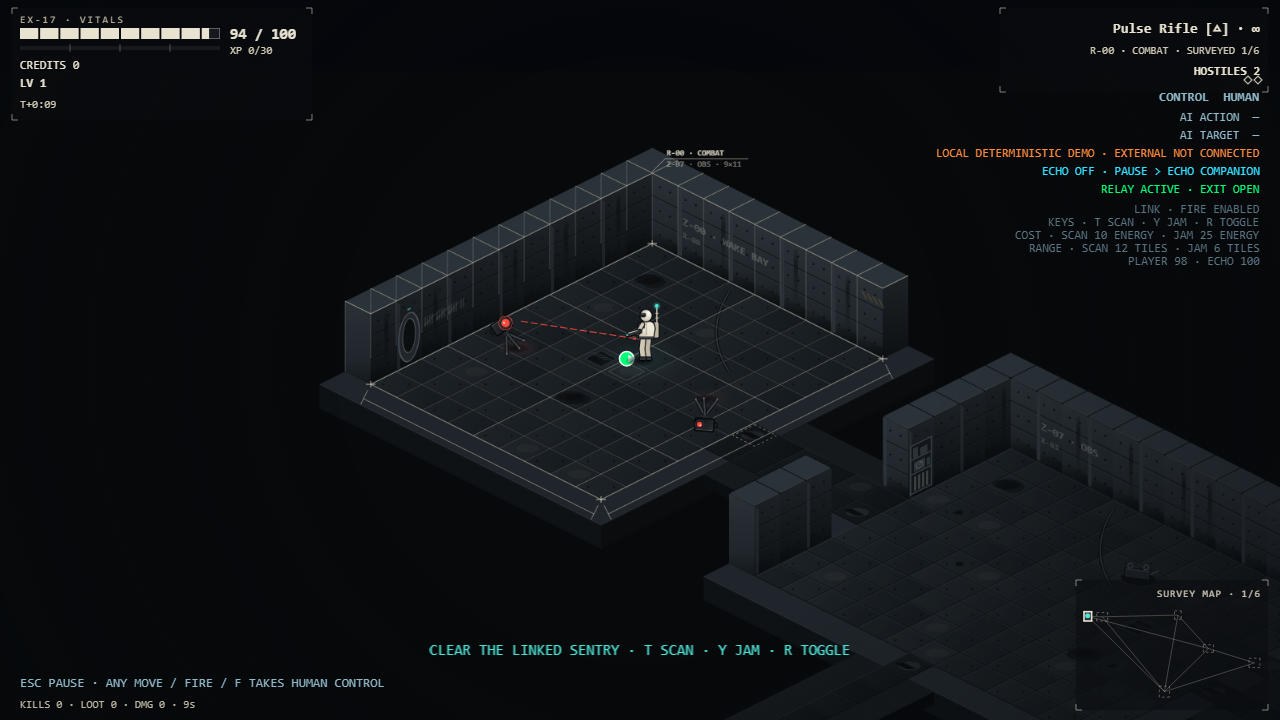 EX-17 · VITALS
94 / 100
XP 0/30
CREDITS 0
LV 1
T+0:09
Pulse Rifle [▲] · ∞
R-00 · COMBAT · SURVEYED 1/6
HOSTILES 2
CONTROL HUMAN
AI ACTION —
AI TARGET —
LOCAL DETERMINISTIC DEMO · EXTERNAL NOT CONNECTED
ECHO OFF · PAUSE > ECHO COMPANION
RELAY ACTIVE · EXIT OPEN
LINK · FIRE ENABLED
KEYS · T SCAN · Y JAM · R TOGGLE
COST · SCAN 10 ENERGY · JAM 25 ENERGY
RANGE · SCAN 12 TILES · JAM 6 TILES
PLAYER 98 · ECHO 100
R-00 · COMBAT
Z-07 · OBS · 9×11
Z-00 · WAKE BAY
Z-07 · OBS
SURVEY MAP · 1/6
CLEAR THE LINKED SENTRY · T SCAN · Y JAM · R TOGGLE
ESC PAUSE · ANY MOVE / FIRE / F TAKES HUMAN CONTROL
KILLS 0 · LOOT 0 · DMG 0 · 9s